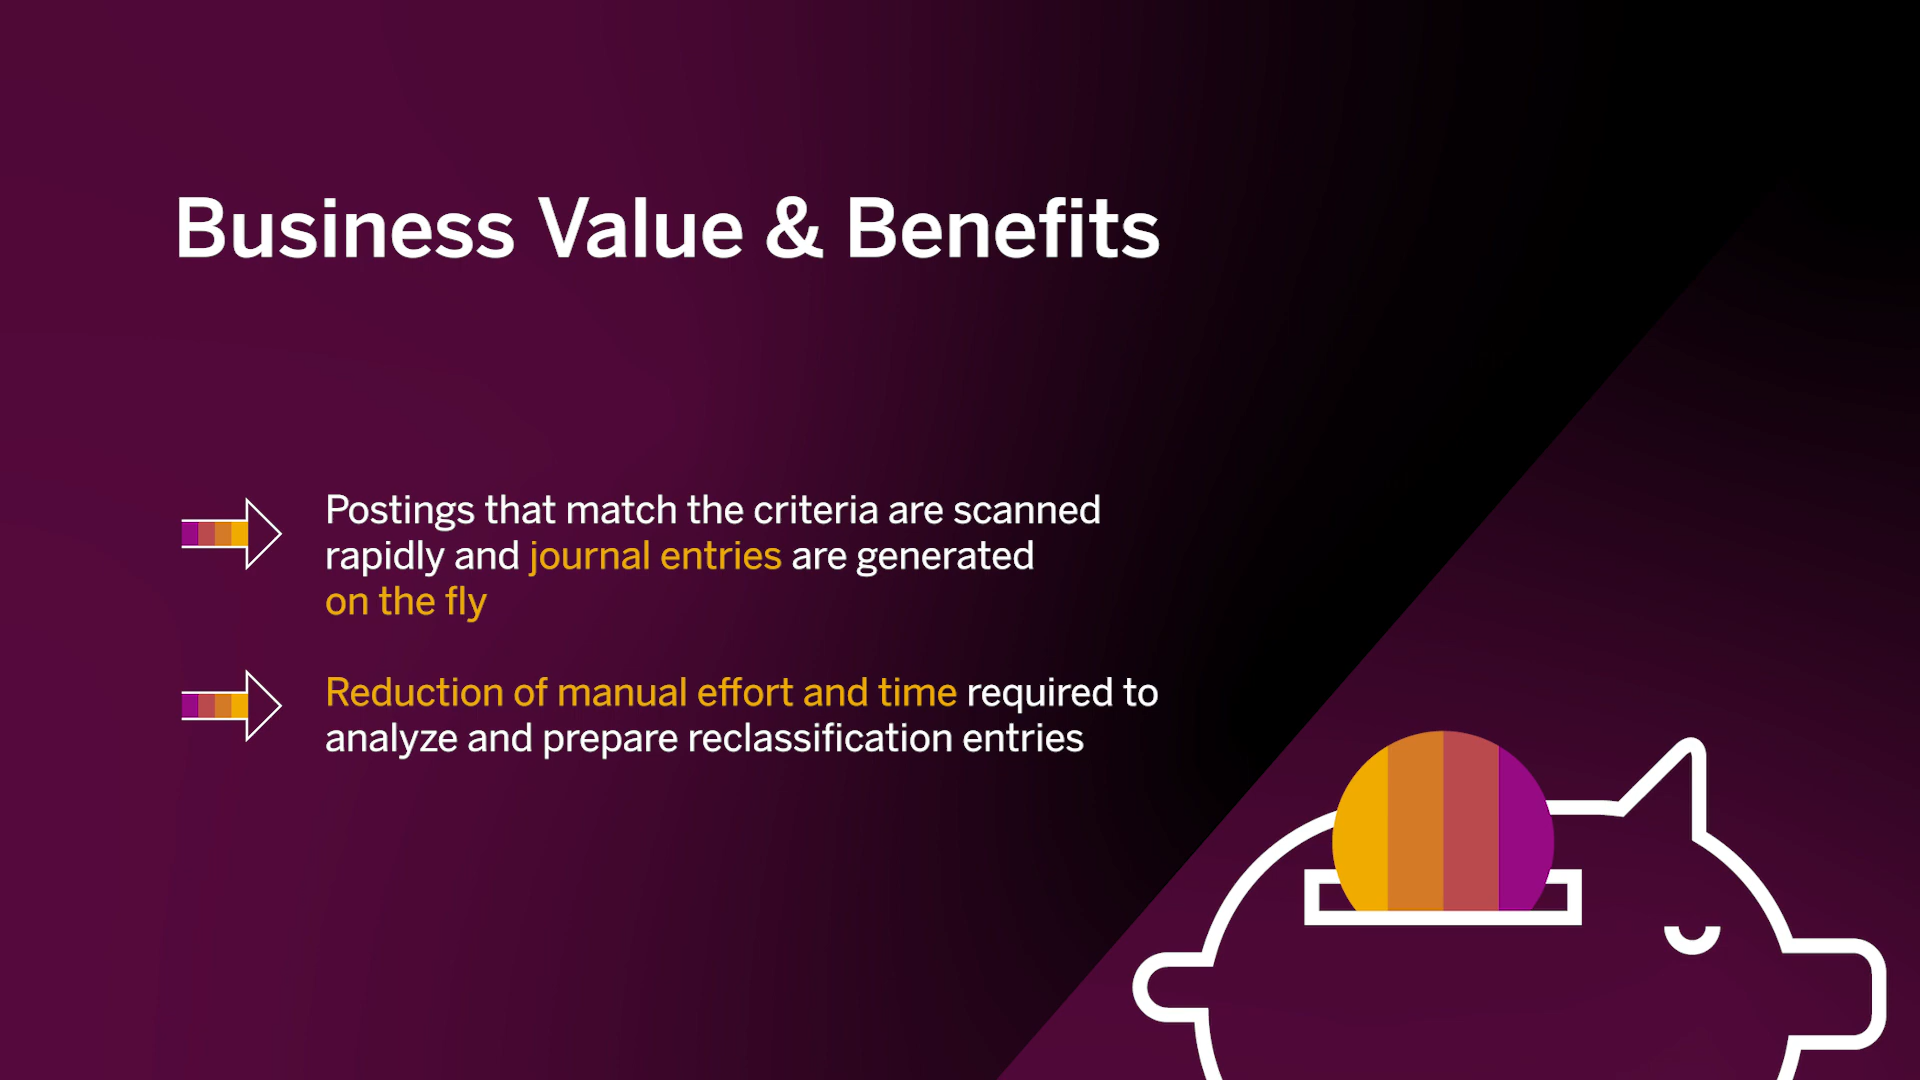 Business Value & Benefits
Postings that match the criteria are scanned
rapidly and journal entries are generated
on the fly
Reduction of manual effort and time required to
analyze and prepare reclassification entries